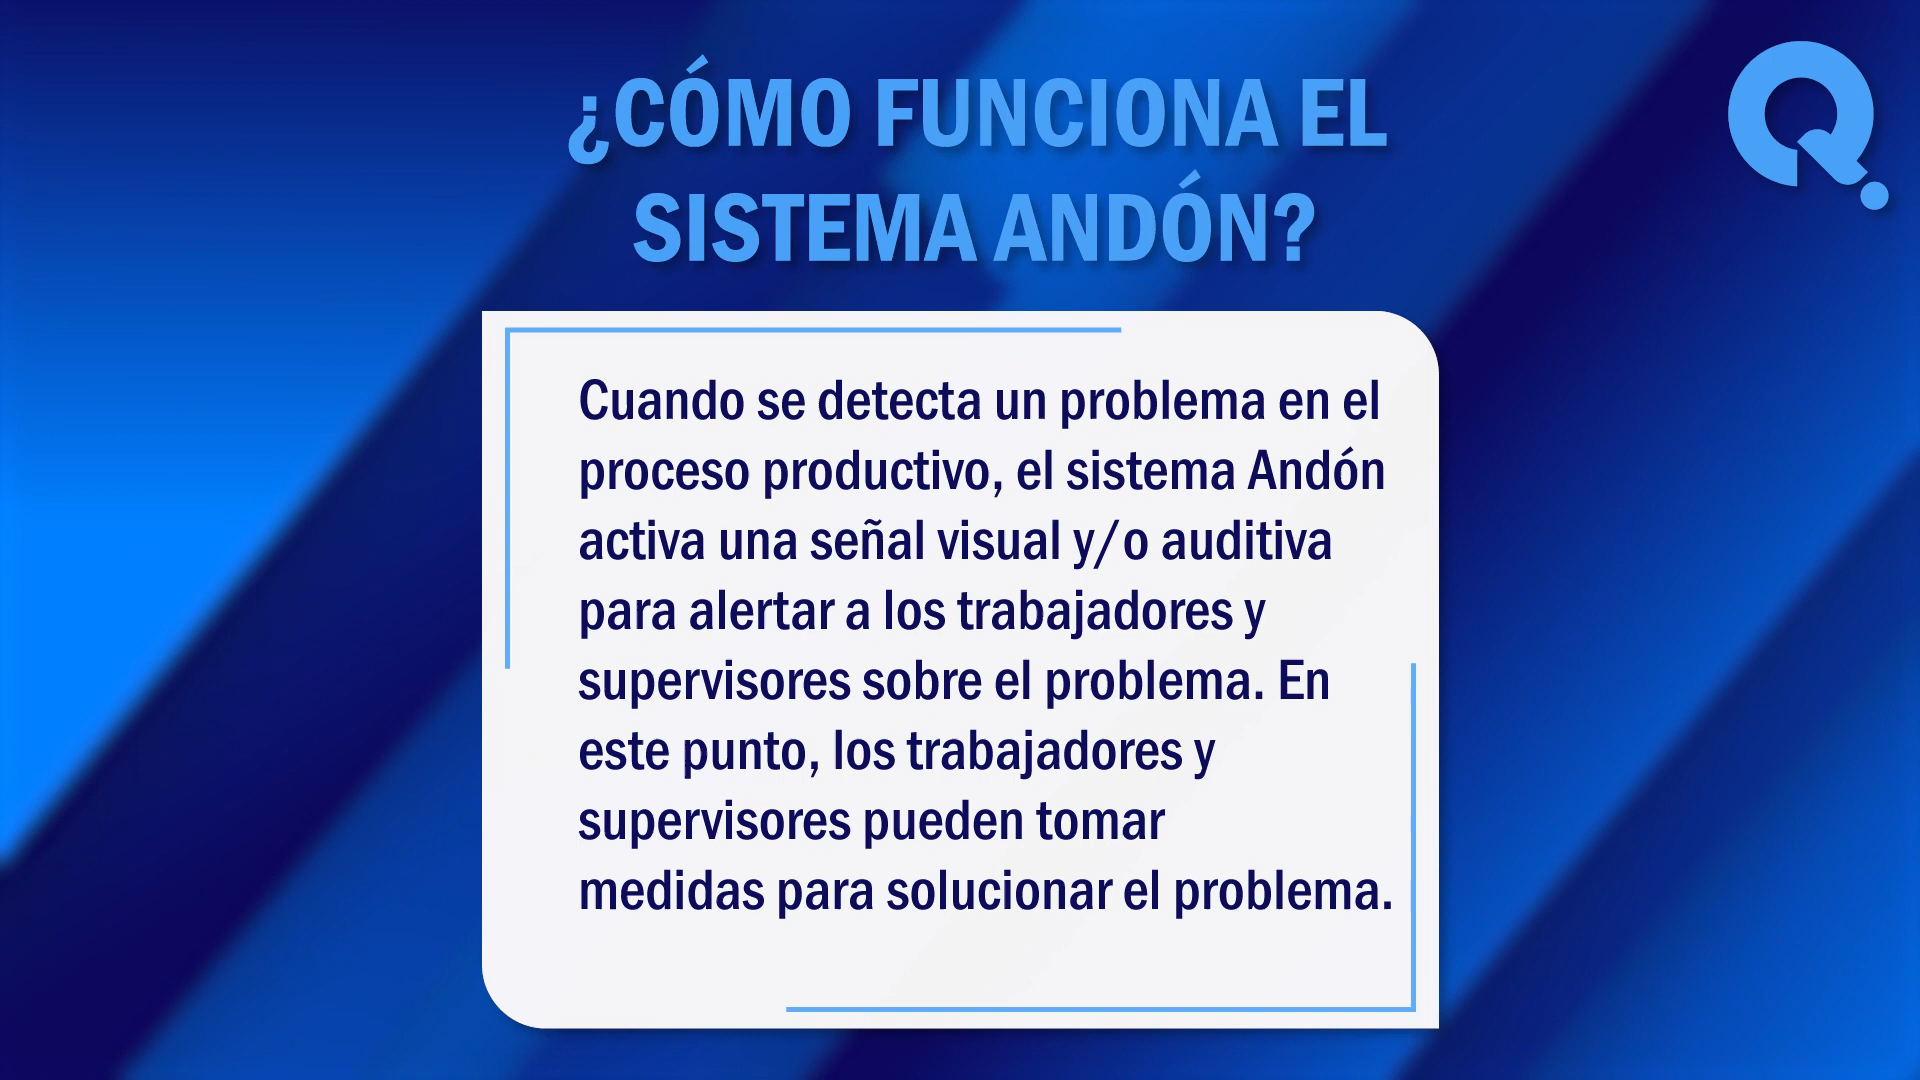 ¿CÓMO FUNCIONA EL
SISTEMA ANDÓN?
Cuando se detecta un problema en el
proceso productivo, el sistema Andón
activa una señal visual y/o auditiva
para alertar a los trabajadores y
supervisores sobre el problema. En
este punto, los trabajadores y
supervisores pueden tomar
medidas para solucionar el problema.